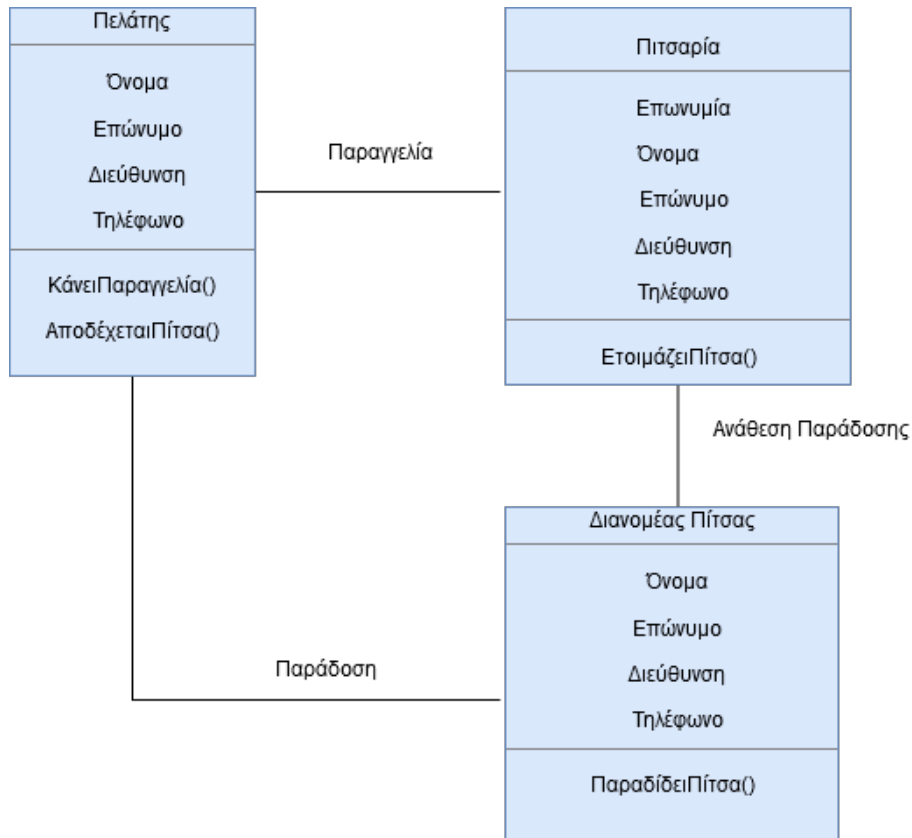 Πελάτης
Όνομα
Επώνυμο
Διεύθυνση
Τηλέφωνο
ΚάνειΠαραγγελία()
ΑποδέχεταιΠίτσα()
Παραγγελία
Πιτσαρία
Επωνυμία
Όνομα
Επώνυμο
Διεύθυνση
Τηλέφωνο
ΕτοιμάζειΠίτσα()
Ανάθεση Παράδοσης
Παράδοση
Διανομέας Πίτσας
Όνομα
Επώνυμο
Διεύθυνση
Τηλέφωνο
ΠαραδίδειΠίτσα()